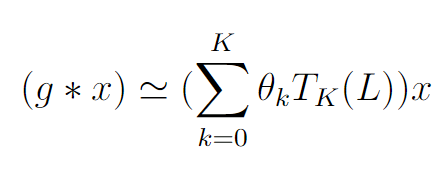 (g ∗ x) ≃ (∑_{k=0}^{K} θ_k T_K(L))x